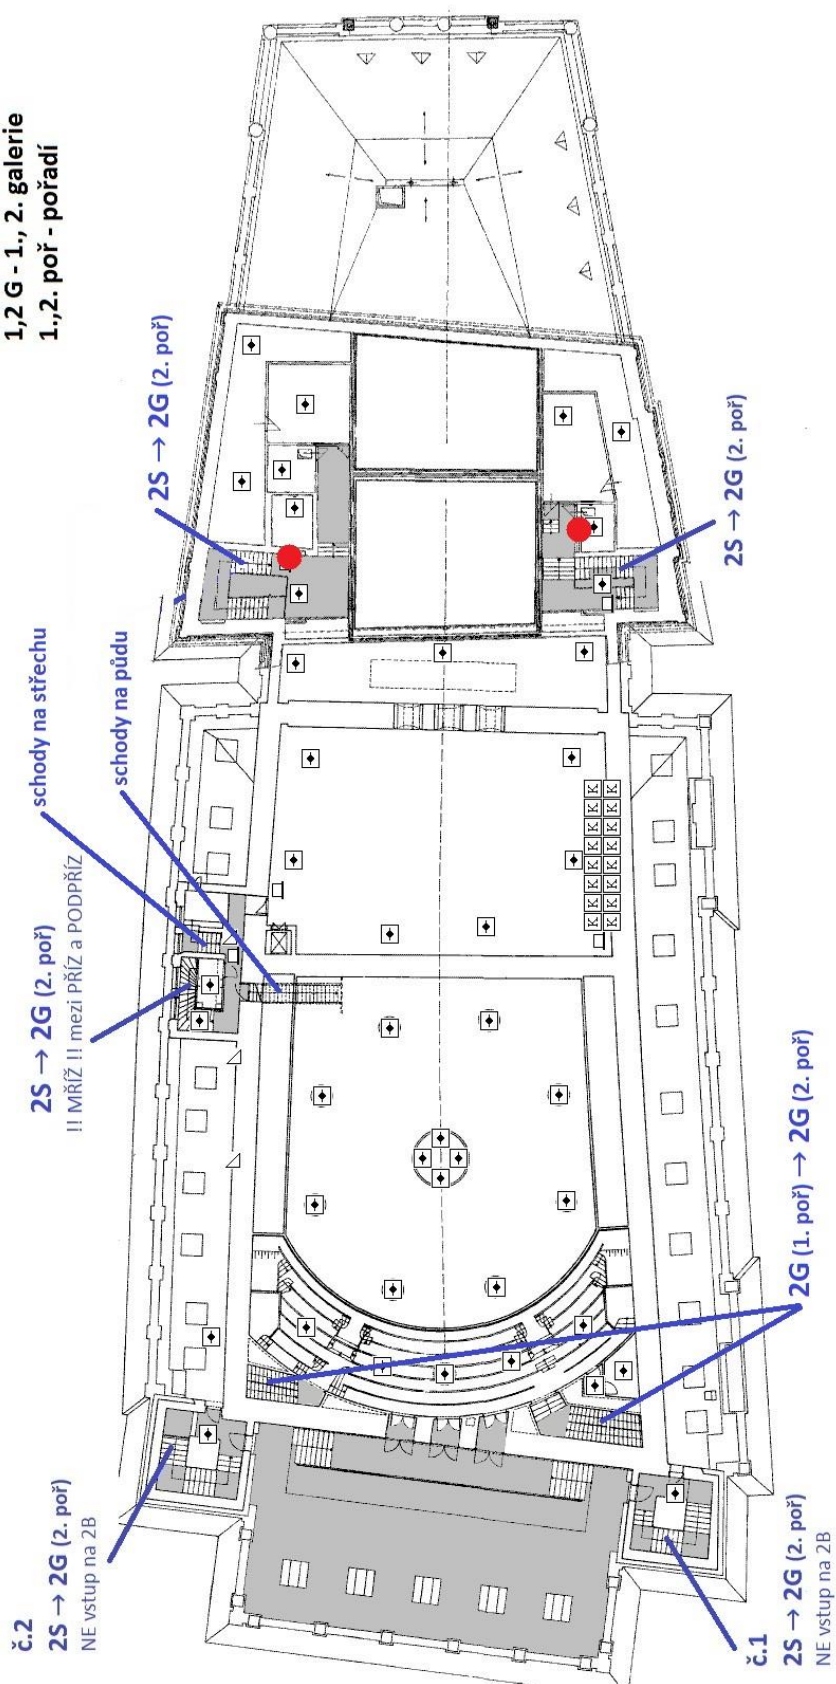 1,2 G - 1., 2. galerie
1.,2. poř - pořadí
2S → 2G (2. poř)
2S → 2G (2. poř)
schody na střechu
schody na půdu
2S → 2G (2. poř)
!! MŘÍŽ !! mezi PŘÍZ a PODPŘÍZ
K K K K K K K K
K K K K K K K K
2G (1. poř) → 2G (2. poř)
č.2
2S → 2G (2. poř)
NE vstup na 2B
č.1
2S → 2G (2. poř)
NE vstup na 2B